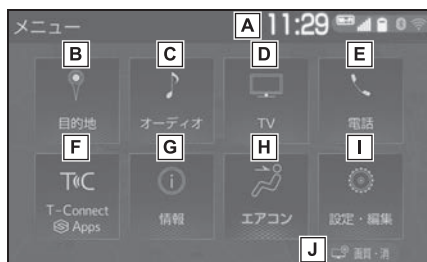 メニュー A 11:29
B C D E
目的地 オーディオ TV 電話
F G H I
T C
T-Connect
Apps 情報 エアコン 設定・編集
J 画質・消